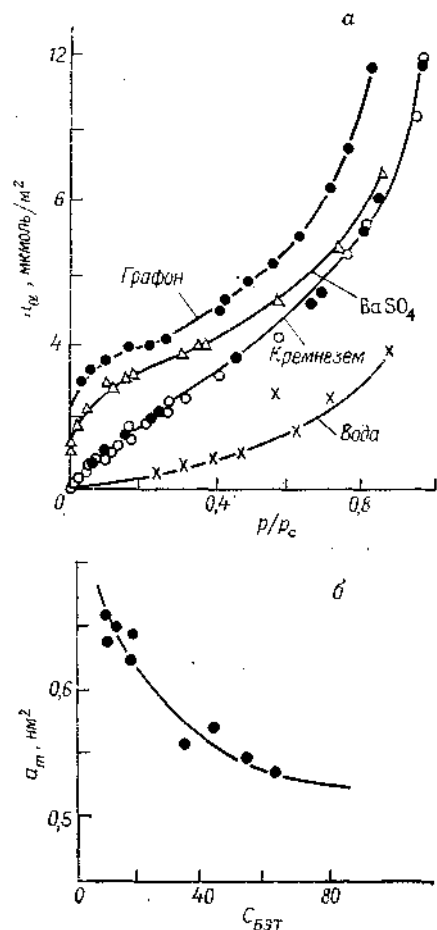 а
12
6
4
n_α, мкмоль/м²
Графон
BaSO₄
Кремнезем
Вода
0
0,4
0,8
p/p₀
б
0,6
0,5
a_m, нм²
0
40
80
C_БЭТ